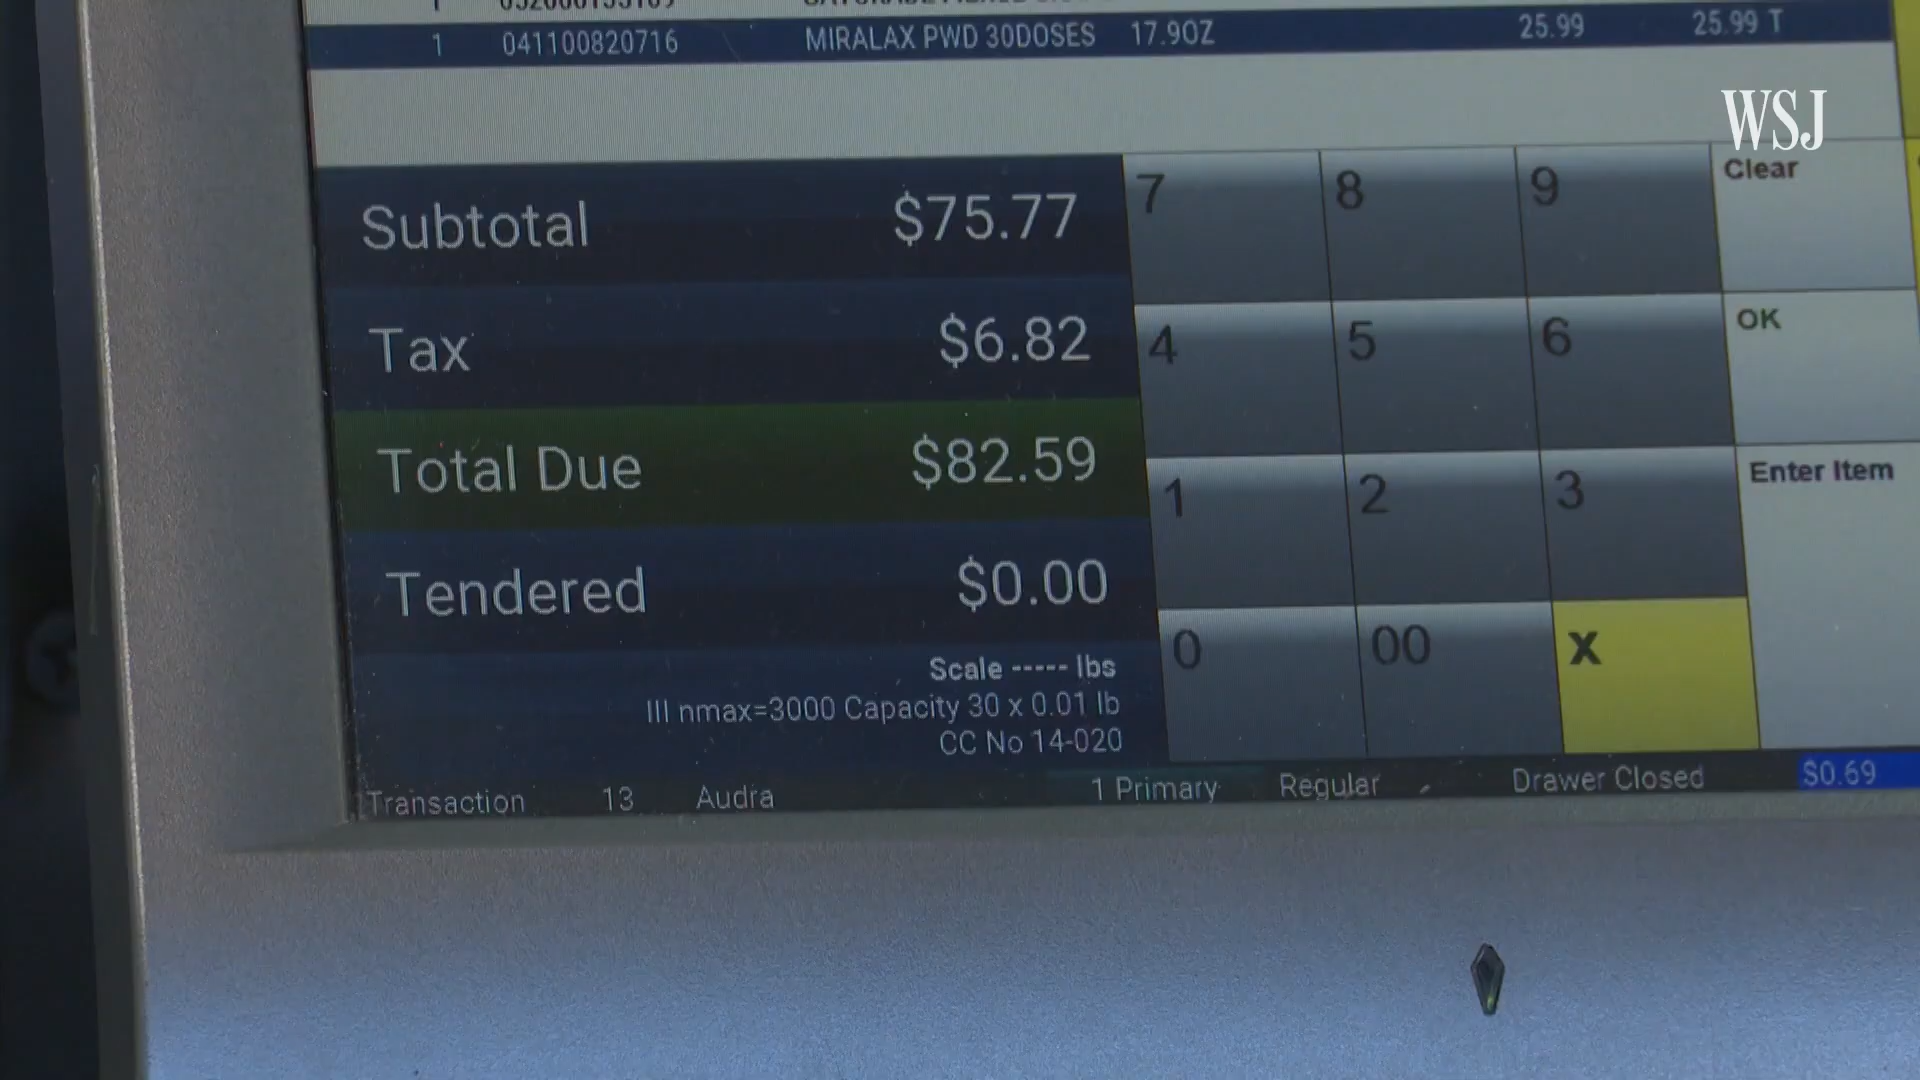 1 041100820716 MIRALAX PWD 30DOSES 17.9OZ 25.99 25.99 T
WSJ
Subtotal $75.77
Tax $6.82
Total Due $82.59
Tendered $0.00
Scale ----- lbs
III nmax=3000 Capacity 30 x 0.01 lb
CC No 14-020
7 8 9 Clear
4 5 6 OK
1 2 3 Enter Item
0 00 X
Transaction 13 Audra 1 Primary Regular Drawer Closed $0.69